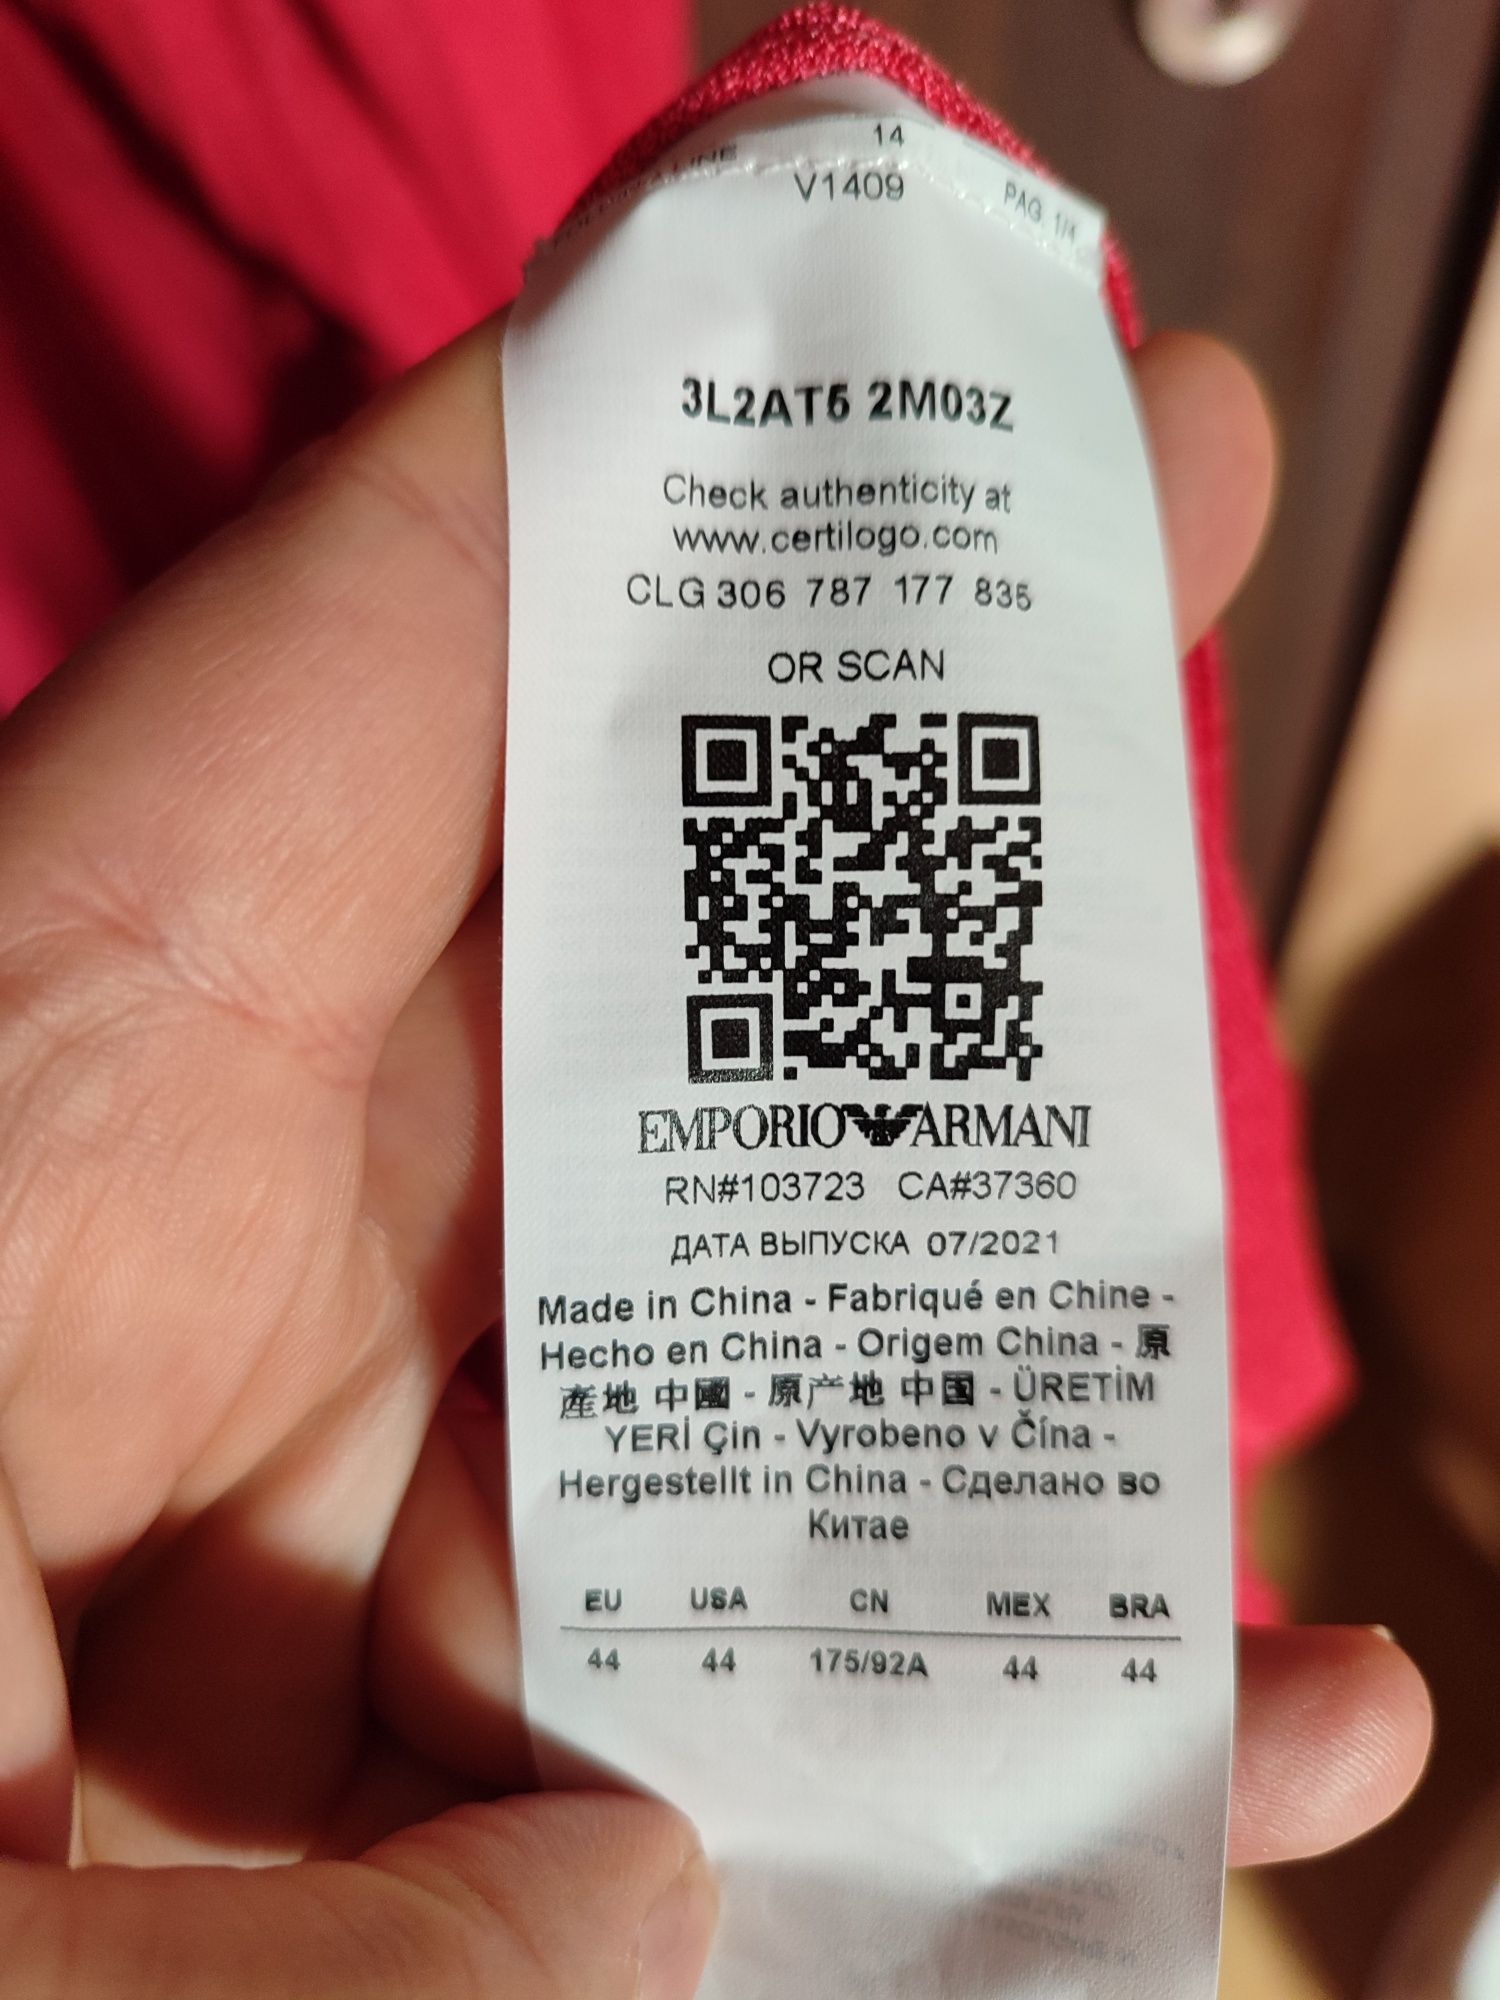 14
V1409
PAG 1/4
3L2AT6 2M03Z
Check authenticity at
www.certilogo.com
CLG 306 787 177 835
OR SCAN
EMPORIO ARMANI
RN#103723 CA#37360
ДАТА ВЫПУСКА 07/2021
Made in China - Fabriqué en Chine -
Hecho en China - Origem China - 原
產地 中國 - 原产地 中国 - ÜRETİM
YERİ Çin - Vyrobeno v Čína -
Hergestellt in China - Сделано во
Китае
EU USA CN MEX BRA
44 44 175/92A 44 44